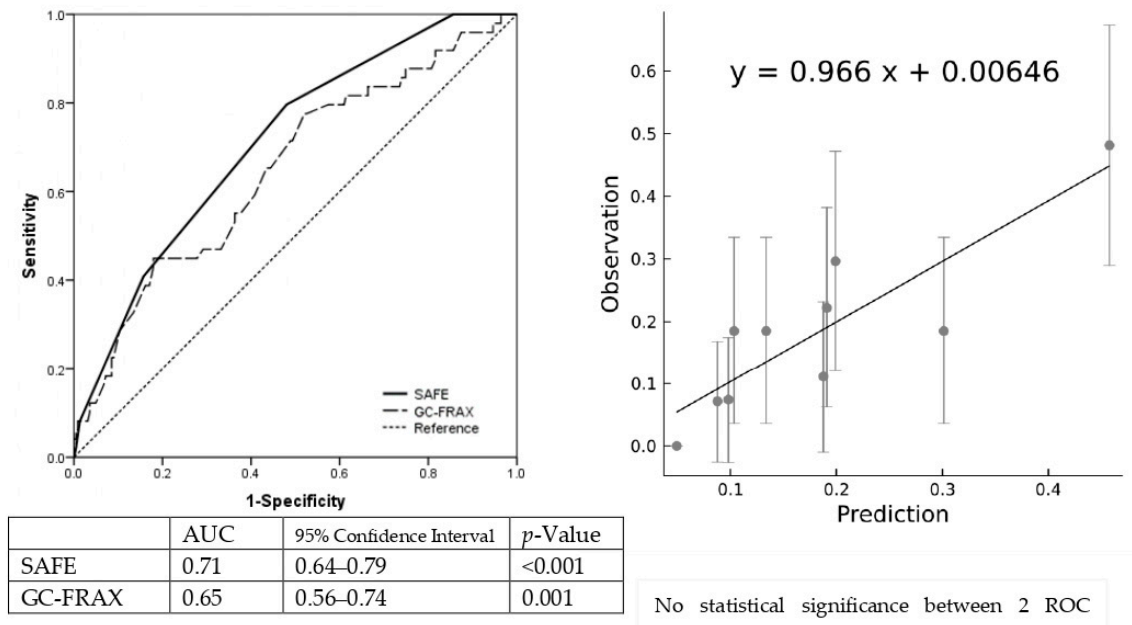 1.0
0.8
0.6
0.4
0.2
0.0
Sensitivity
0.0 0.2 0.4 0.6 0.8 1.0
1-Specificity
SAFE
GC-FRAX
Reference
y = 0.966 x + 0.00646
0.6
0.5
0.4
0.3
0.2
0.1
0.0
Observation
0.1 0.2 0.3 0.4
Prediction
AUC 95% Confidence Interval p-Value
SAFE 0.71 0.64–0.79 <0.001
GC-FRAX 0.65 0.56–0.74 0.001
No statistical significance between 2 ROC